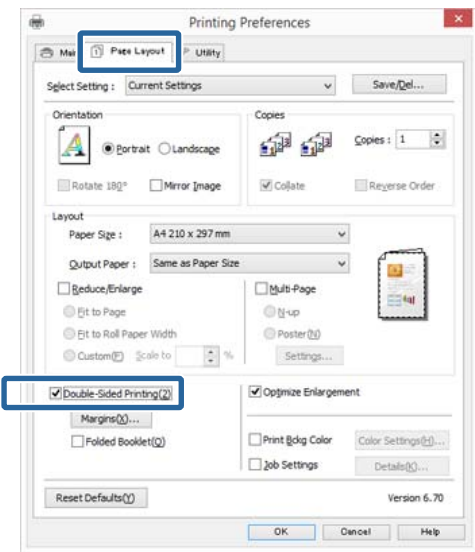 Printing Preferences
Main Page Layout Utility
Select Setting : Current Settings Save/Del...
Orientation
Portrait Landscape
Rotate 180° Mirror Image
Copies
Copies : 1
Collate Reverse Order
Layout
Paper Size : A4 210 x 297 mm
Output Paper : Same as Paper Size
Reduce/Enlarge Multi-Page
Fit to Page N-up
Fit to Roll Paper Width Poster(N)
Custom(F) Scale to % Settings...
Double-Sided Printing(2) Optimize Enlargement
Margins(X)...
Folded Booklet(O) Print Bckg Color Color Settings(H)...
Job Settings Details(K)...
Reset Defaults(Y) Version 6.70
OK Cancel Help